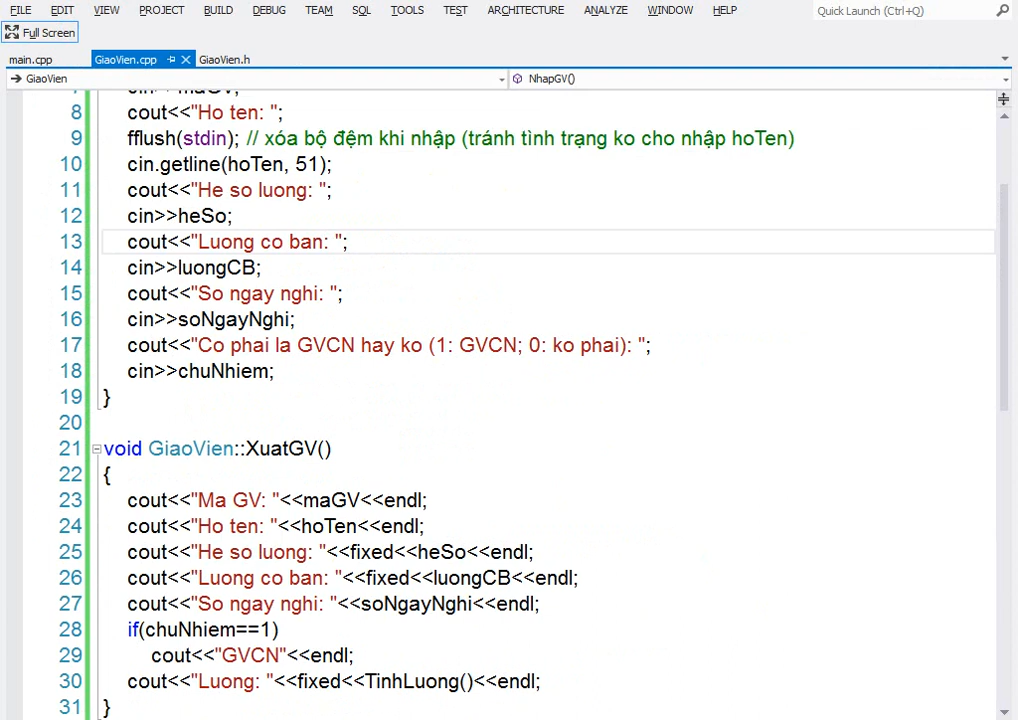 FILE EDIT VIEW PROJECT BUILD DEBUG TEAM SQL TOOLS TEST ARCHITECTURE ANALYZE WINDOW HELP Quick Launch (Ctrl+Q)
Full Screen
main.cpp GiaoVien.cpp GiaoVien.h
GiaoVien NhapGV()
cin>>maGV;
8 cout<<"Ho ten: ";
9 fflush(stdin); // xóa bộ đệm khi nhập (tránh tình trạng ko cho nhập hoTen)
10 cin.getline(hoTen, 51);
11 cout<<"He so luong: ";
12 cin>>heSo;
13 cout<<"Luong co ban: ";
14 cin>>luongCB;
15 cout<<"So ngay nghi: ";
16 cin>>soNgayNghi;
17 cout<<"Co phai la GVCN hay ko (1: GVCN; 0: ko phai): ";
18 cin>>chuNhiem;
19 }
20
21 void GiaoVien::XuatGV()
22 {
23 cout<<"Ma GV: "<<maGV<<endl;
24 cout<<"Ho ten: "<<hoTen<<endl;
25 cout<<"He so luong: "<<fixed<<heSo<<endl;
26 cout<<"Luong co ban: "<<fixed<<luongCB<<endl;
27 cout<<"So ngay nghi: "<<soNgayNghi<<endl;
28 if(chuNhiem==1)
29 cout<<"GVCN"<<endl;
30 cout<<"Luong: "<<fixed<<TinhLuong()<<endl;
31 }